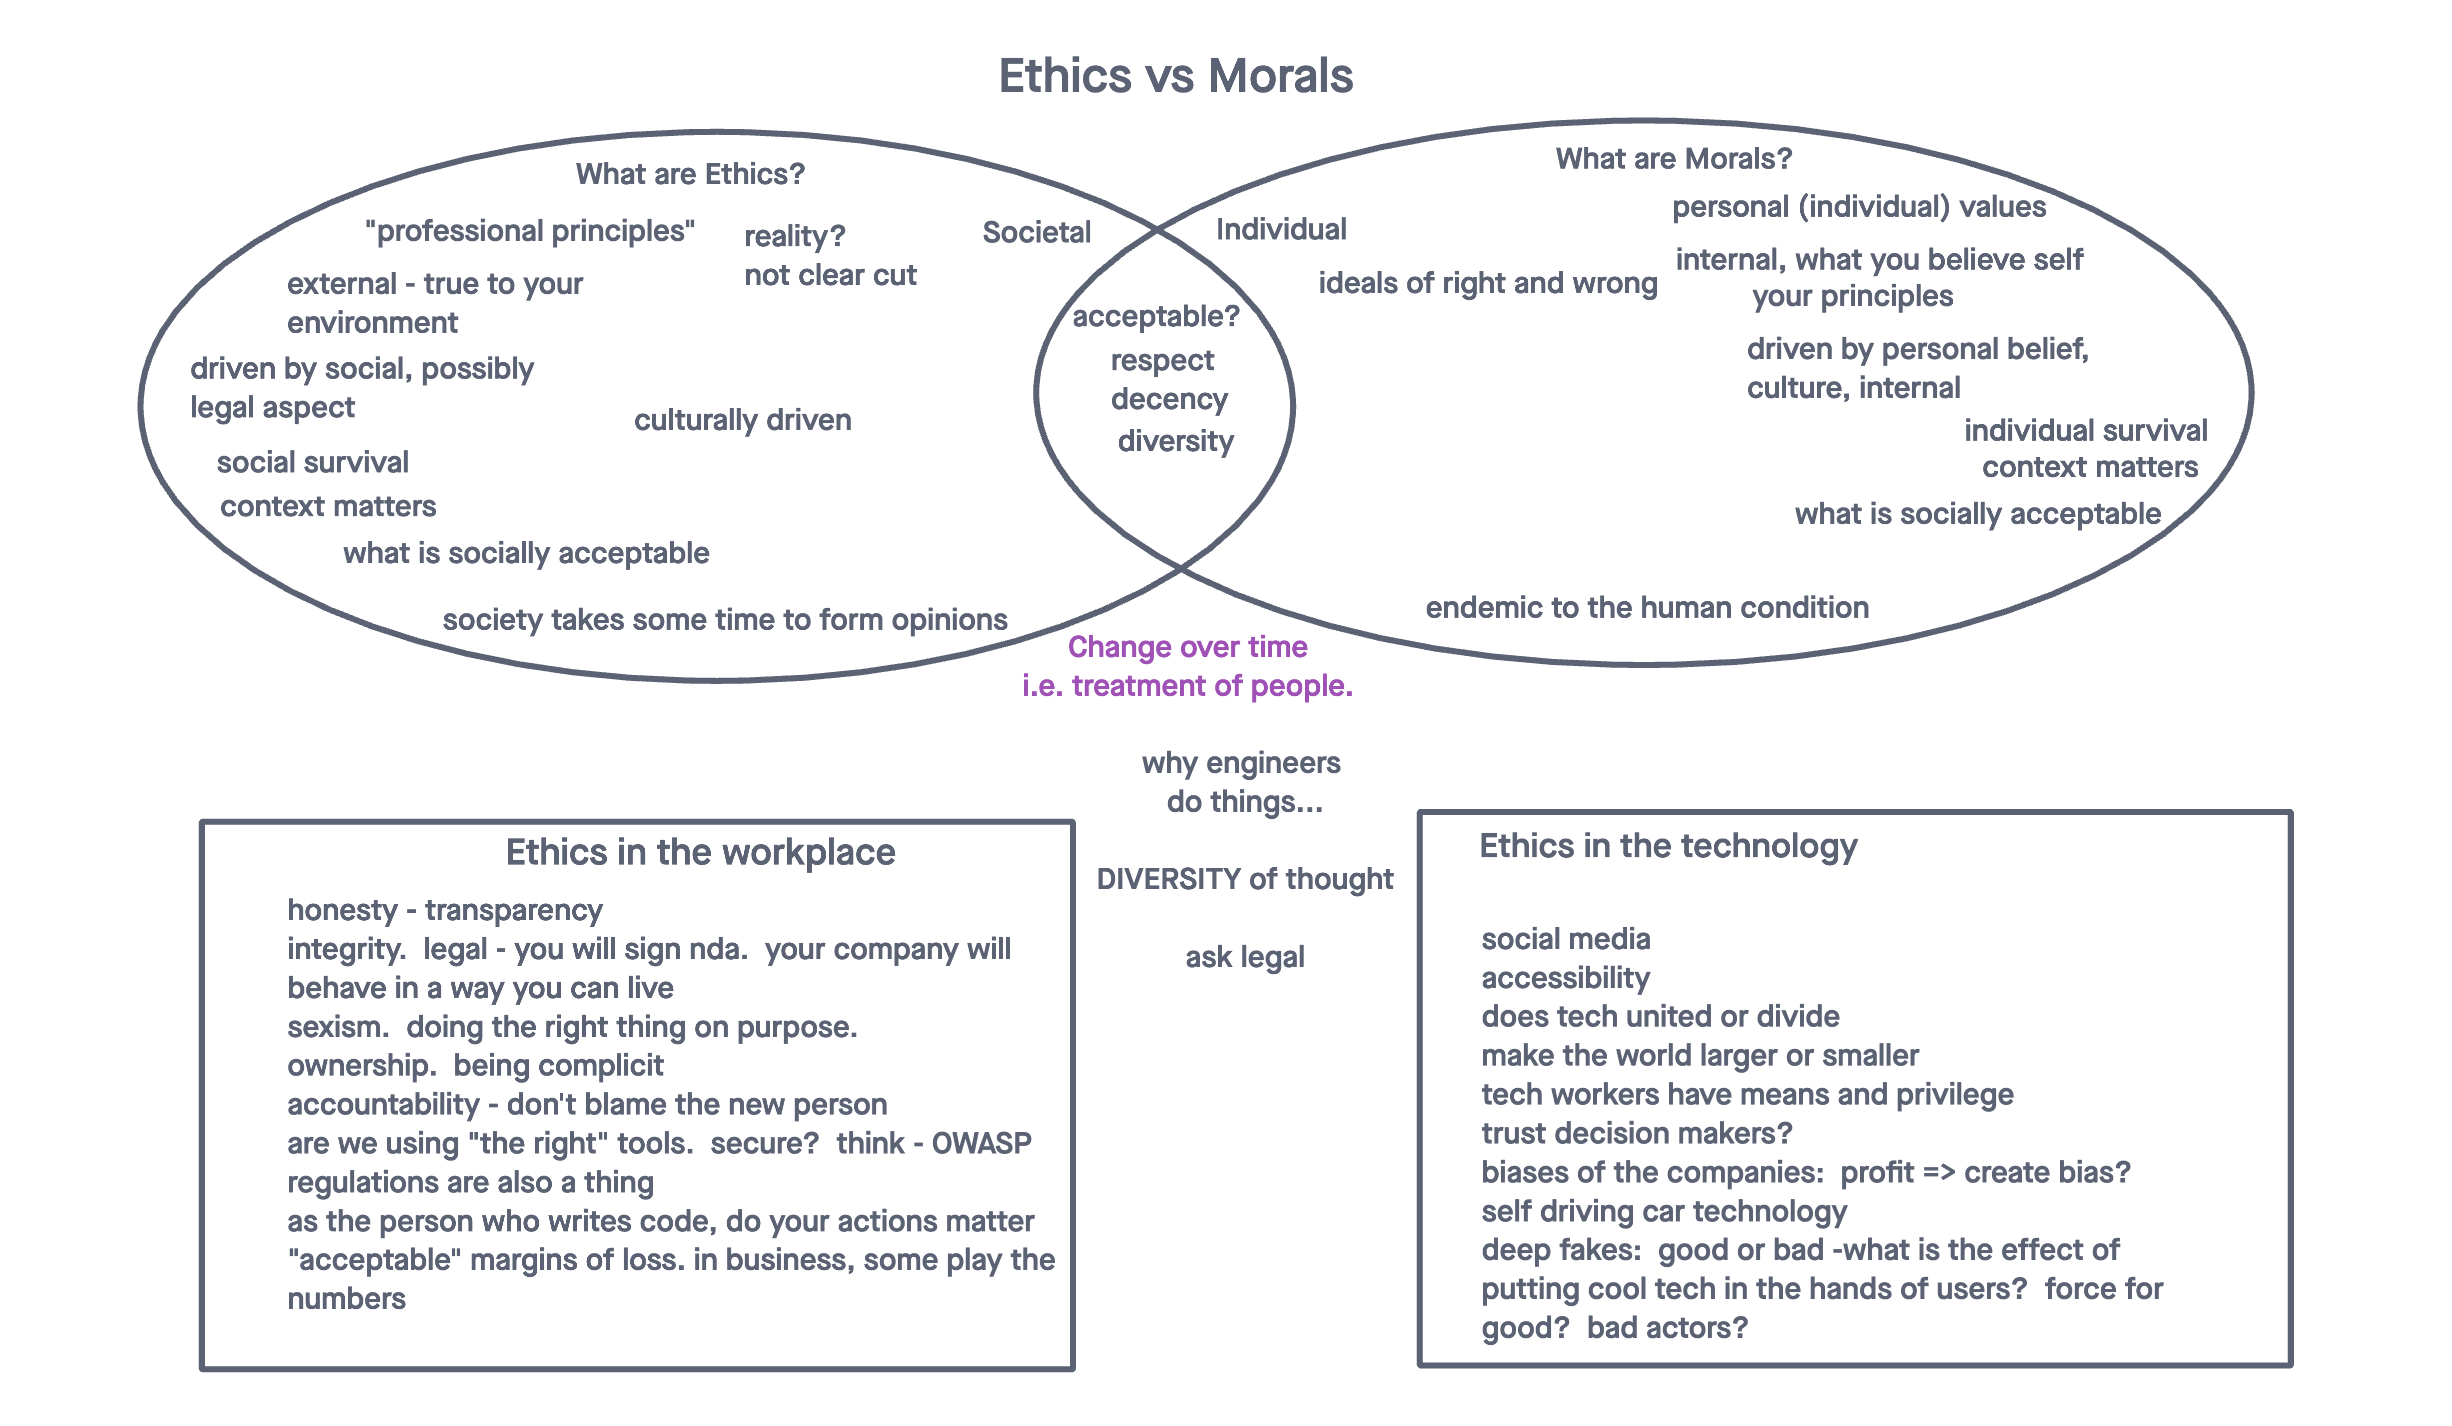 Ethics vs Morals
What are Ethics?
"professional principles"
reality?
not clear cut
Societal
external - true to your
environment
driven by social, possibly
legal aspect
culturally driven
social survival
context matters
what is socially acceptable
society takes some time to form opinions
acceptable?
respect
decency
diversity
What are Morals?
Individual
personal (individual) values
ideals of right and wrong
internal, what you believe self
your principles
driven by personal belief,
culture, internal
individual survival
context matters
what is socially acceptable
endemic to the human condition
Change over time
i.e. treatment of people.
why engineers
do things...
DIVERSITY of thought
ask legal
Ethics in the workplace
honesty - transparency
integrity.  legal - you will sign nda.  your company will
behave in a way you can live
sexism.  doing the right thing on purpose.
ownership.  being complicit
accountability - don't blame the new person
are we using "the right" tools.  secure?  think - OWASP
regulations are also a thing
as the person who writes code, do your actions matter
"acceptable" margins of loss. in business, some play the
numbers
Ethics in the technology
social media
accessibility
does tech united or divide
make the world larger or smaller
tech workers have means and privilege
trust decision makers?
biases of the companies:  profit => create bias?
self driving car technology
deep fakes:  good or bad -what is the effect of
putting cool tech in the hands of users?  force for
good?  bad actors?